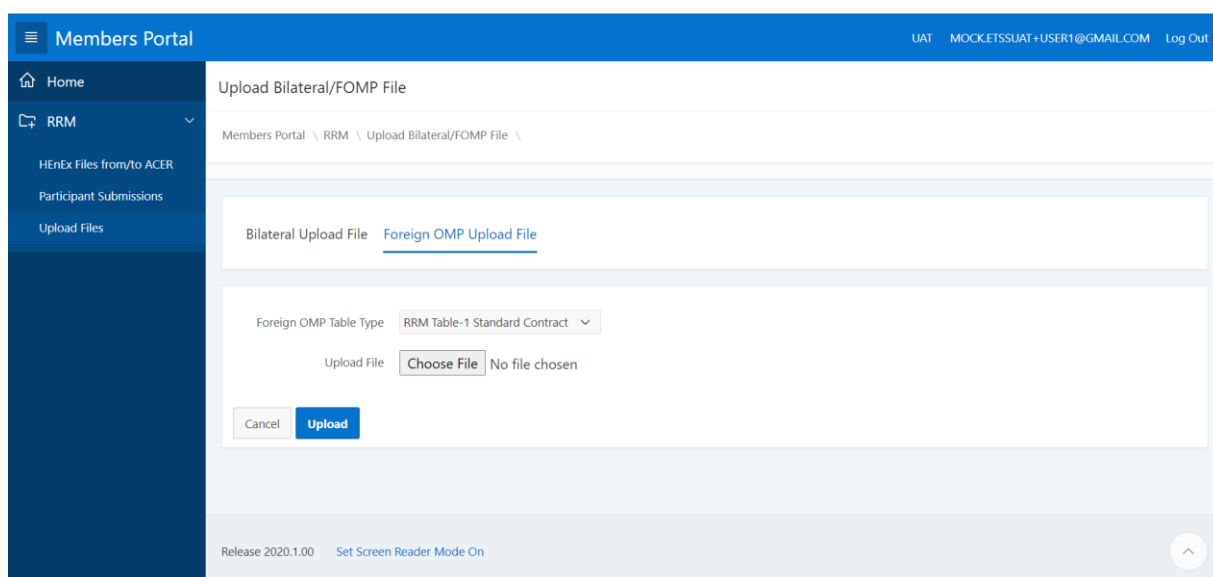 Members Portal
UAT MOCK.ETSSUAT+USER1@GMAIL.COM Log Out
Home
RRM
HEnEx Files from/to ACER
Participant Submissions
Upload Files
Upload Bilateral/FOMP File
Members Portal \ RRM \ Upload Bilateral/FOMP File \
Bilateral Upload File Foreign OMP Upload File
Foreign OMP Table Type RRM Table-1 Standard Contract
Upload File Choose File No file chosen
Cancel Upload
Release 2020.1.00 Set Screen Reader Mode On